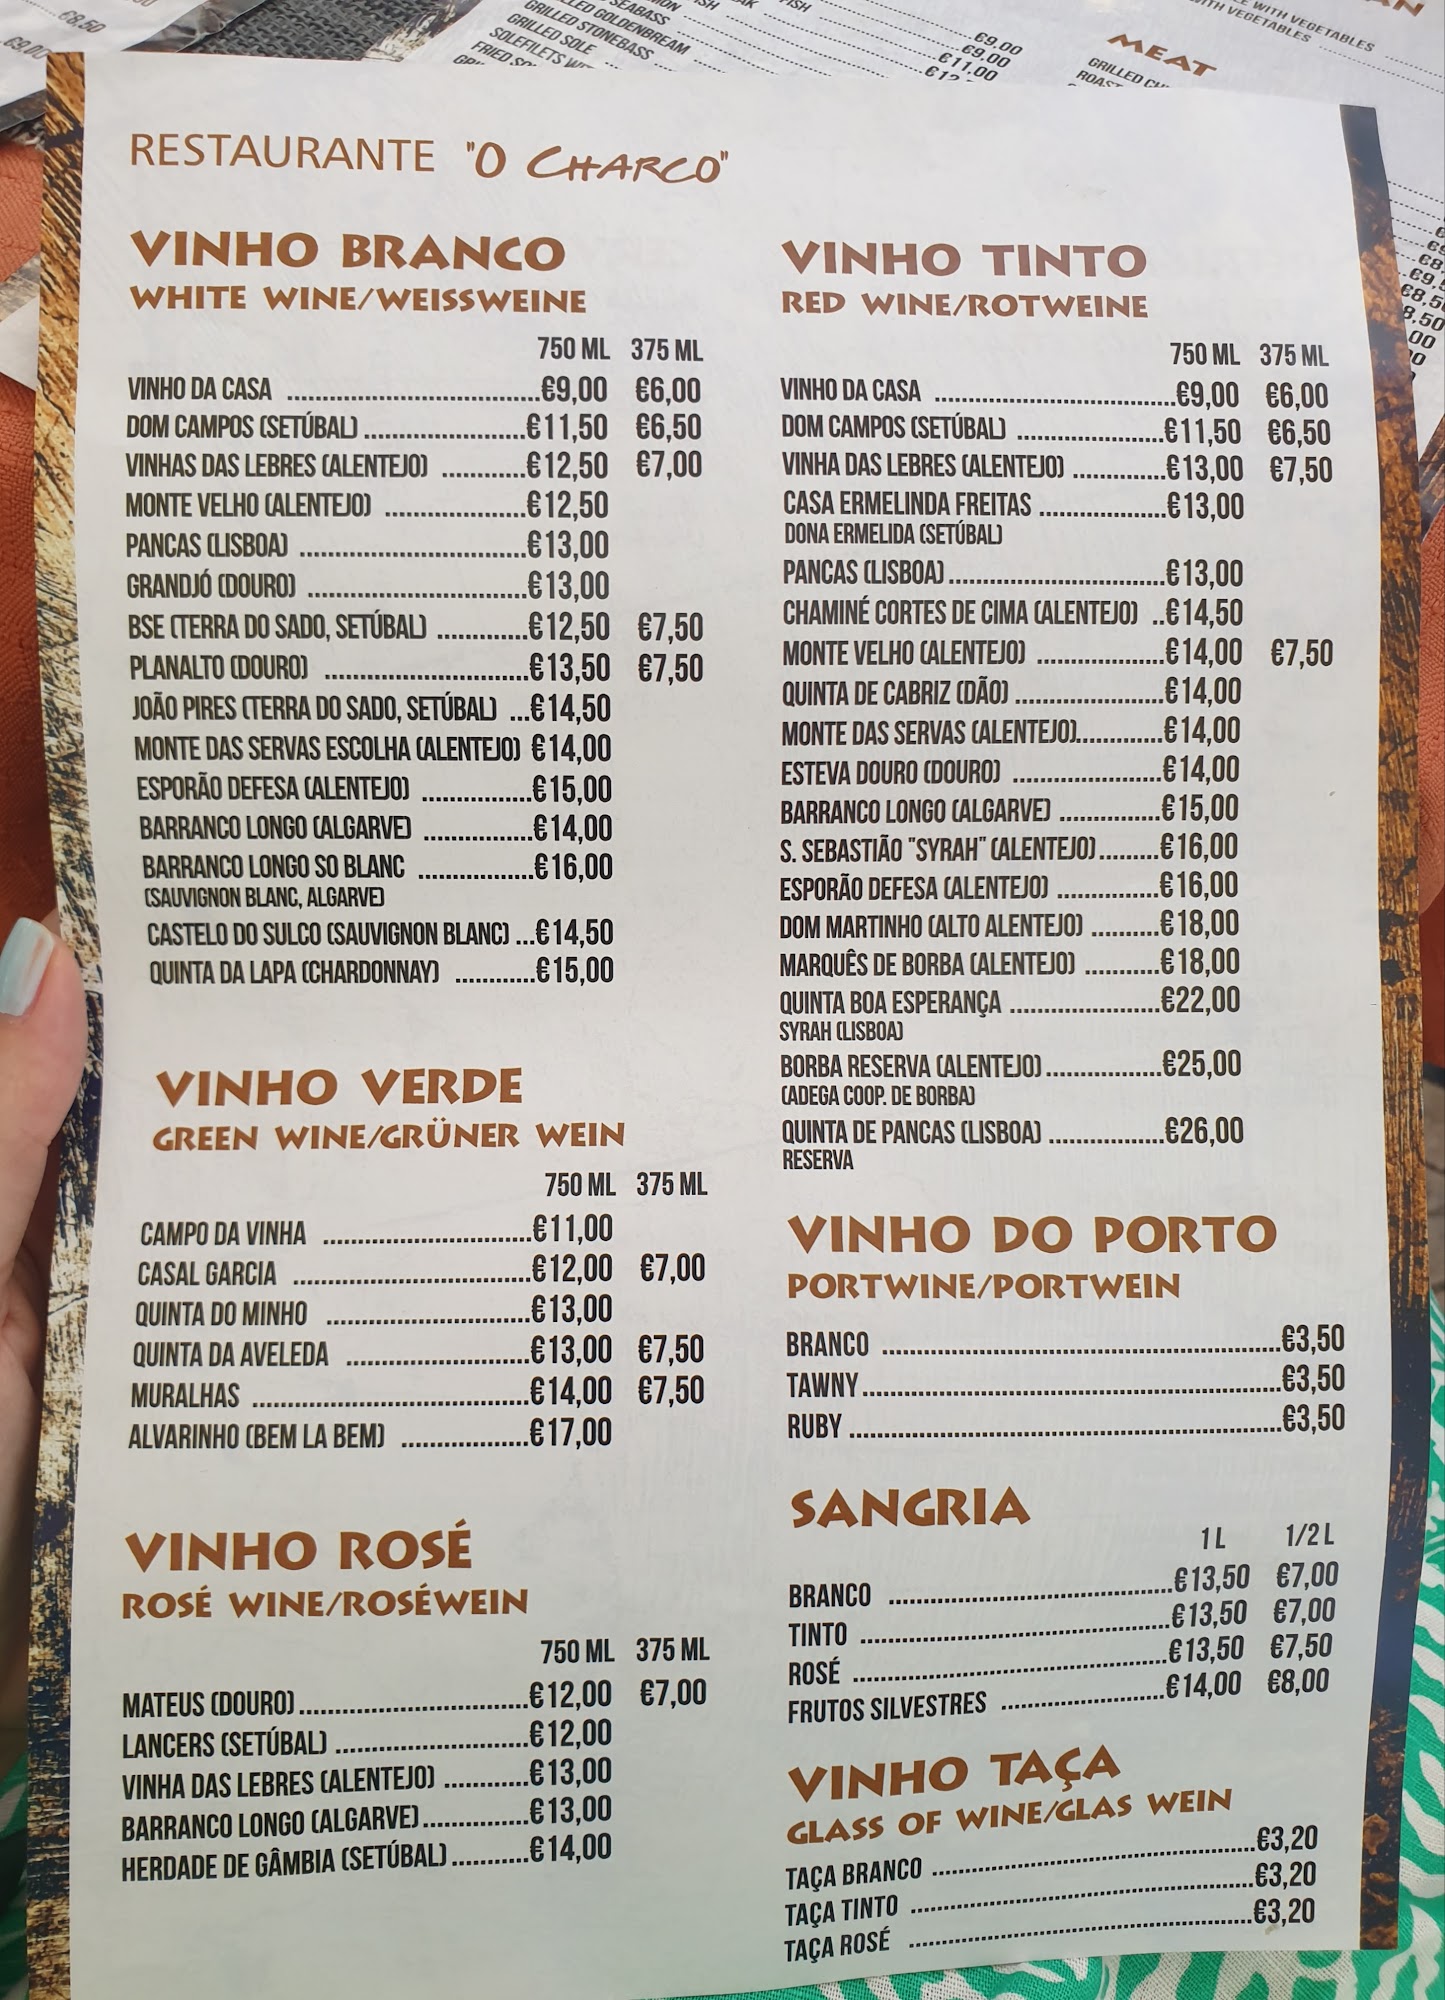 RESTAURANTE "O CHARCO"
VINHO BRANCO
WHITE WINE/WEISSWEINE
750 ML 375 ML
VINHO DA CASA €9,00 €6,00
DOM CAMPOS (SETÚBAL) €11,50 €6,50
VINHAS DAS LEBRES (ALENTEJO) €12,50 €7,00
MONTE VELHO (ALENTEJO) €12,50
PANCAS (LISBOA) €13,00
GRANDJÓ (DOURO) €13,00
BSE (TERRA DO SADO, SETÚBAL) €12,50 €7,50
PLANALTO (DOURO) €13,50 €7,50
JOÃO PIRES (TERRA DO SADO, SETÚBAL) €14,50
MONTE DAS SERVAS ESCOLHA (ALENTEJO) €14,00
ESPORÃO DEFESA (ALENTEJO) €15,00
BARRANCO LONGO (ALGARVE) €14,00
BARRANCO LONGO SO BLANC €16,00
(SAUVIGNON BLANC, ALGARVE)
CASTELO DO SULCO (SAUVIGNON BLANC) €14,50
QUINTA DA LAPA (CHARDONNAY) €15,00
VINHO VERDE
GREEN WINE/GRÜNER WEIN
750 ML 375 ML
CAMPO DA VINHA €11,00
CASAL GARCIA €12,00 €7,00
QUINTA DO MINHO €13,00
QUINTA DA AVELEDA €13,00 €7,50
MURALHAS €14,00 €7,50
ALVARINHO (BEM LA BEM) €17,00
VINHO ROSÉ
ROSÉ WINE/ROSÉWEIN
750 ML 375 ML
MATEUS (DOURO) €12,00 €7,00
LANCERS (SETÚBAL) €12,00
VINHA DAS LEBRES (ALENTEJO) €13,00
BARRANCO LONGO (ALGARVE) €13,00
HERDADE DE GÂMBIA (SETÚBAL) €14,00
VINHO TINTO
RED WINE/ROTWEINE
750 ML 375 ML
VINHO DA CASA €9,00 €6,00
DOM CAMPOS (SETÚBAL) €11,50 €6,50
VINHA DAS LEBRES (ALENTEJO) €13,00 €7,50
CASA ERMELINDA FREITAS €13,00
DONA ERMELIDA (SETÚBAL)
PANCAS (LISBOA) €13,00
CHAMINÉ CORTES DE CIMA (ALENTEJO) €14,50
MONTE VELHO (ALENTEJO) €14,00 €7,50
QUINTA DE CABRIZ (DÃO) €14,00
MONTE DAS SERVAS (ALENTEJO) €14,00
ESTEVA DOURO (DOURO) €14,00
BARRANCO LONGO (ALGARVE) €15,00
S. SEBASTIÃO "SYRAH" (ALENTEJO) €16,00
ESPORÃO DEFESA (ALENTEJO) €16,00
DOM MARTINHO (ALTO ALENTEJO) €18,00
MARQUÊS DE BORBA (ALENTEJO) €18,00
QUINTA BOA ESPERANÇA €22,00
SYRAH (LISBOA)
BORBA RESERVA (ALENTEJO) €25,00
(ADEGA COOP. DE BORBA)
QUINTA DE PANCAS (LISBOA) €26,00
RESERVA
VINHO DO PORTO
PORTWINE/PORTWEIN
BRANCO €3,50
TAWNY €3,50
RUBY €3,50
SANGRIA
1 L 1/2 L
BRANCO €13,50 €7,00
TINTO €13,50 €7,00
ROSÉ €13,50 €7,50
FRUTOS SILVESTRES €14,00 €8,00
VINHO TAÇA
GLASS OF WINE/GLAS WEIN
TAÇA BRANCO €3,20
TAÇA TINTO €3,20
TAÇA ROSÉ €3,20
GRILLED STONEBASS
GRILLED SOLE
€9,00
€9,00
€11,00
MEAT
WITH VEGETABLES
WITH VEGETABLES
€8,50
€9,00